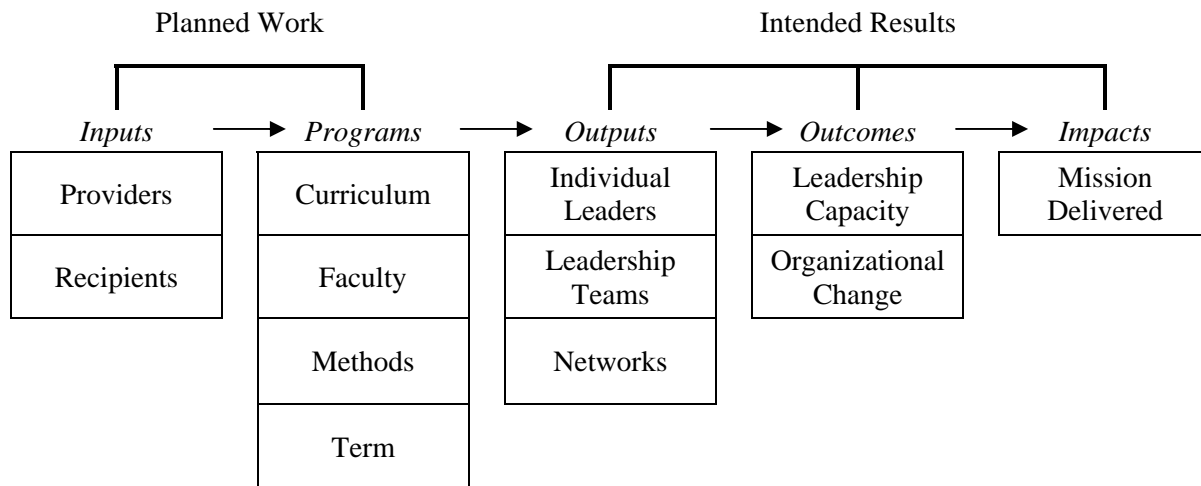 Planned Work
Intended Results
Inputs
Programs
Outputs
Outcomes
Impacts
Providers
Recipients
Curriculum
Faculty
Methods
Term
Individual
Leaders
Leadership
Teams
Networks
Leadership
Capacity
Organizational
Change
Mission
Delivered